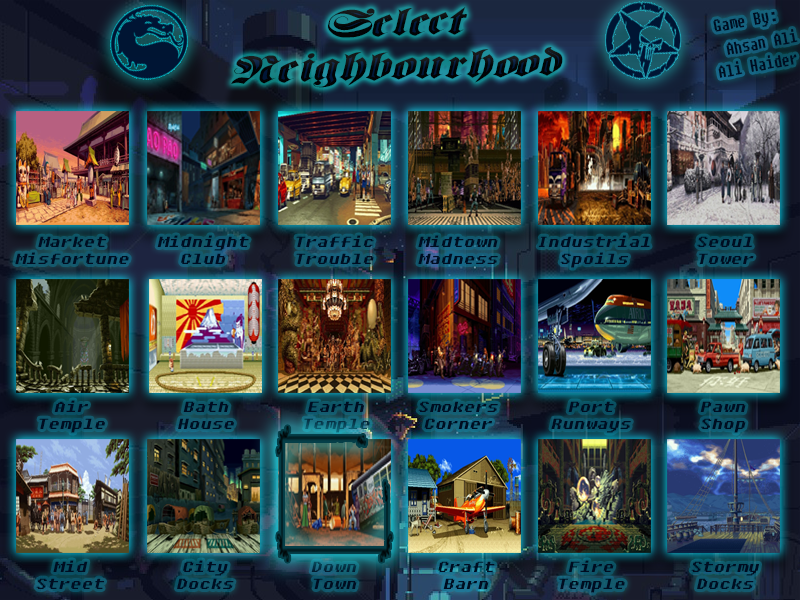 Select
Neighbourhood
Game By:
Ahsan Ali
Ali Haider
Market
Misfortune
Midnight
Club
Traffic
Trouble
Midtown
Madness
Industrial
Spoils
Seoul
Tower
Air
Temple
Bath
House
Earth
Temple
Smokers
Corner
Port
Runways
Pawn
Shop
Mid
Street
City
Docks
Down
Town
Craft
Barn
Fire
Temple
Stormy
Docks